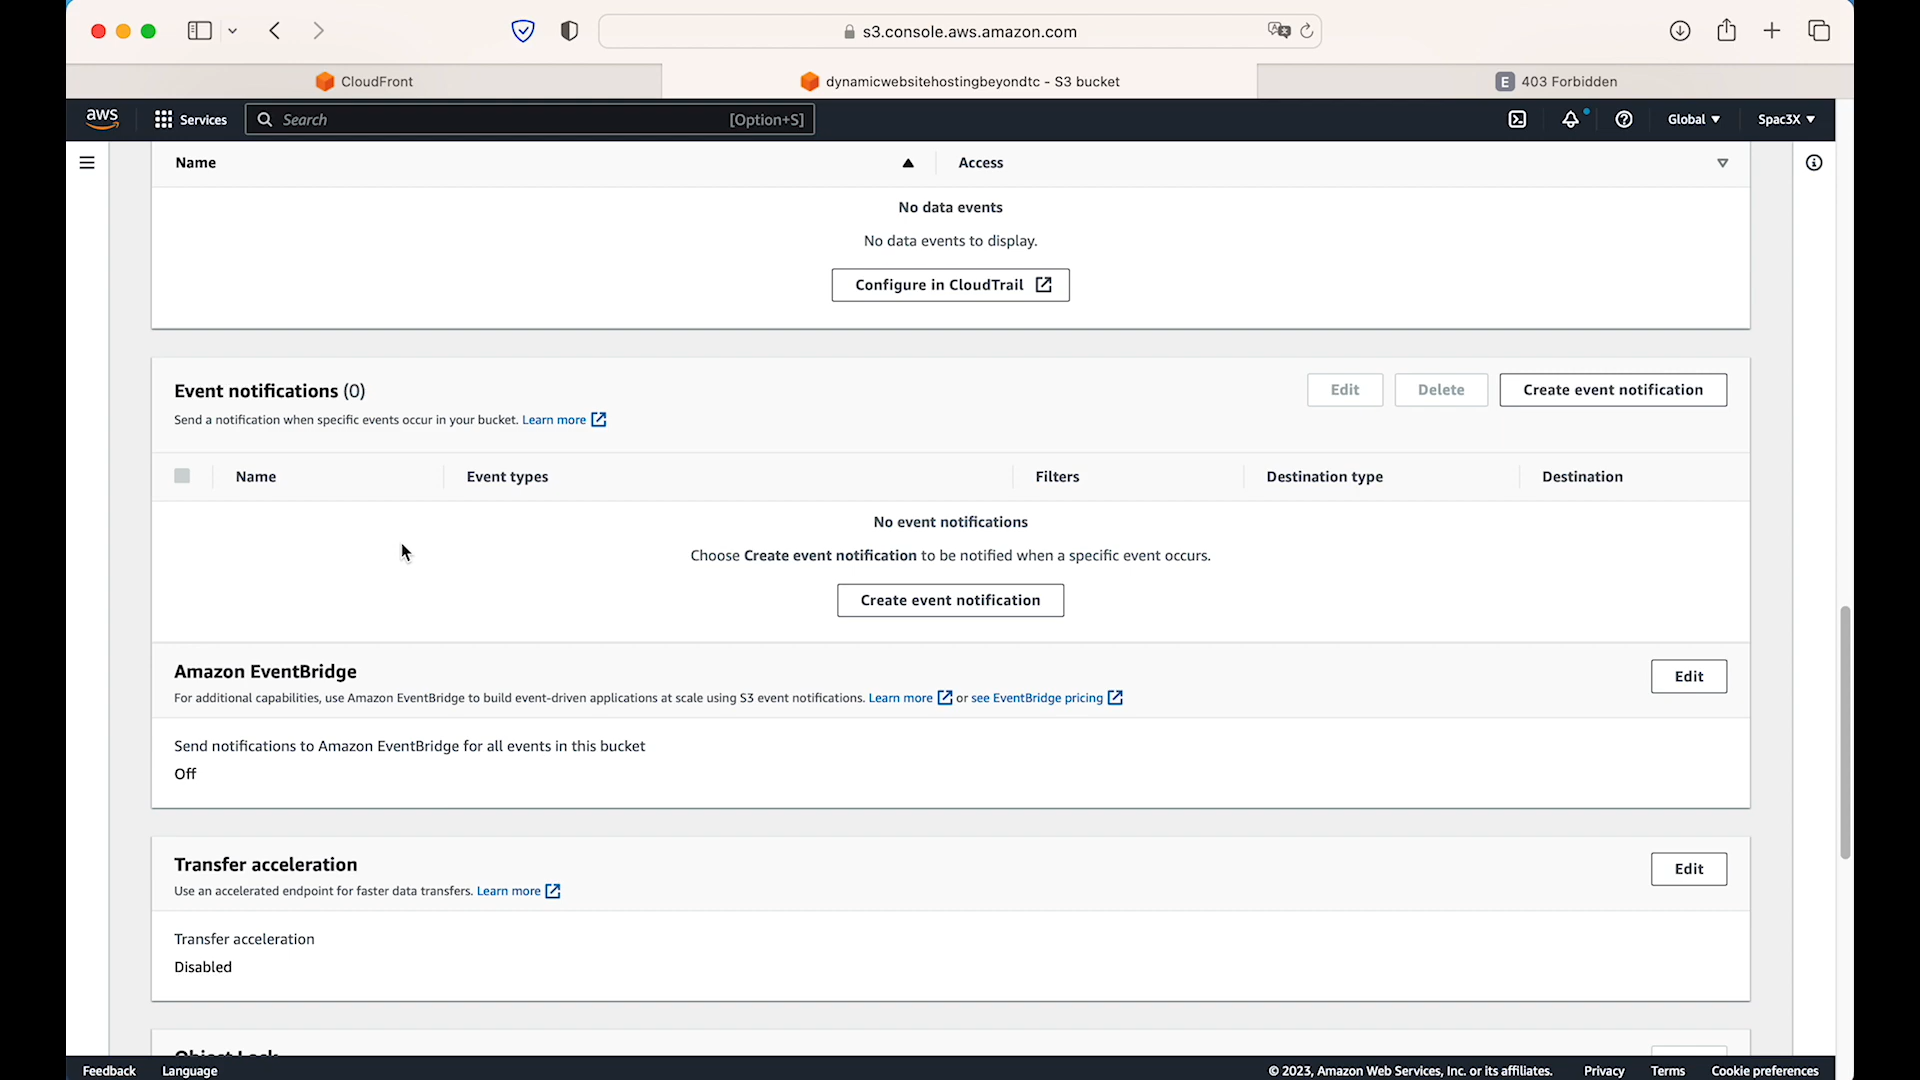 s3.console.aws.amazon.com
CloudFront
dynamicwebsitehostingbeyondtc - S3 bucket
E 403 Forbidden
aws Services Search [Option+S] Global Spac3X
Name Access
No data events
No data events to display.
Configure in CloudTrail
Event notifications (0)
Edit Delete Create event notification
Send a notification when specific events occur in your bucket. Learn more
Name Event types Filters Destination type Destination
No event notifications
Choose Create event notification to be notified when a specific event occurs.
Create event notification
Amazon EventBridge
Edit
For additional capabilities, use Amazon EventBridge to build event-driven applications at scale using S3 event notifications. Learn more or see EventBridge pricing
Send notifications to Amazon EventBridge for all events in this bucket
Off
Transfer acceleration
Edit
Use an accelerated endpoint for faster data transfers. Learn more
Transfer acceleration
Disabled
Object Lock
Feedback Language © 2023, Amazon Web Services, Inc. or its affiliates. Privacy Terms Cookie preferences